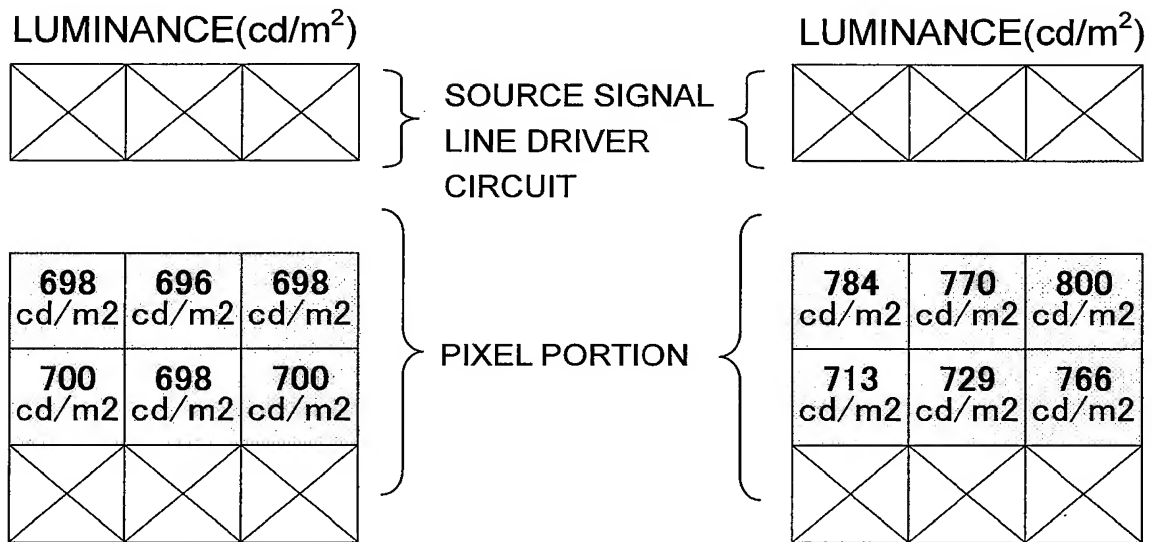 LUMINANCE(cd/m²)
LUMINANCE(cd/m²)
SOURCE SIGNAL
LINE DRIVER
CIRCUIT
698 696 698
cd/m2 cd/m2 cd/m2
700 698 700
cd/m2 cd/m2 cd/m2
PIXEL PORTION
784 770 800
cd/m2 cd/m2 cd/m2
713 729 766
cd/m2 cd/m2 cd/m2